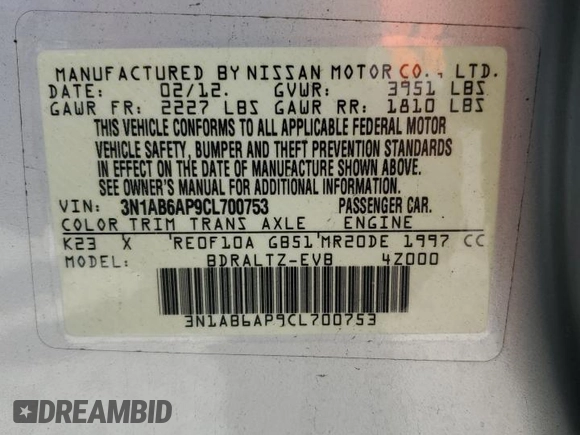 MANUFACTURED BY NISSAN MOTOR CO., LTD.
DATE: 02/12. GVWR: 3951 LBS
GAWR FR: 2227 LBS GAWR RR: 1810 LBS
THIS VEHICLE CONFORMS TO ALL APPLICABLE FEDERAL MOTOR
VEHICLE SAFETY, BUMPER AND THEFT PREVENTION STANDARDS
IN EFFECT ON THE DATE OF MANUFACTURE SHOWN ABOVE.
SEE OWNER'S MANUAL FOR ADDITIONAL INFORMATION.
VIN: 3N1AB6AP9CL700753 PASSENGER CAR.
COLOR TRIM TRANS AXLE ENGINE
K23 X 'RE0F10A GB51'MR20DE 1997 CC
MODEL: BDRALTZ-EVB 4Z000
3N1AB6AP9CL700753
DREAMBID